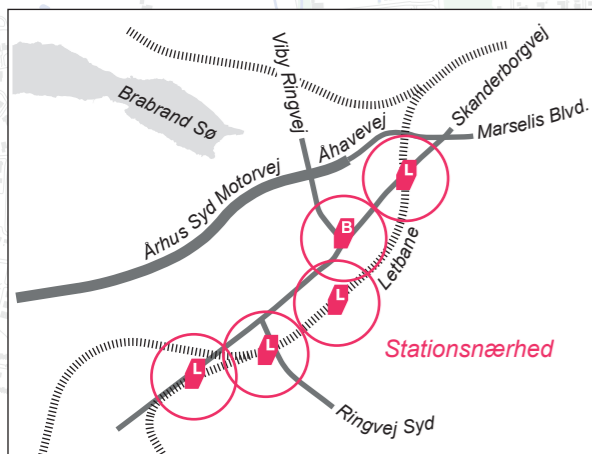 Brabrand Sø
Viby Ringvej
Åhavevej
Skanderborgvej
Marselis Blvd.
Århus Syd Motorvej
L
B
Letbane
L
Stationsnærhed
L
L
Ringvej Syd